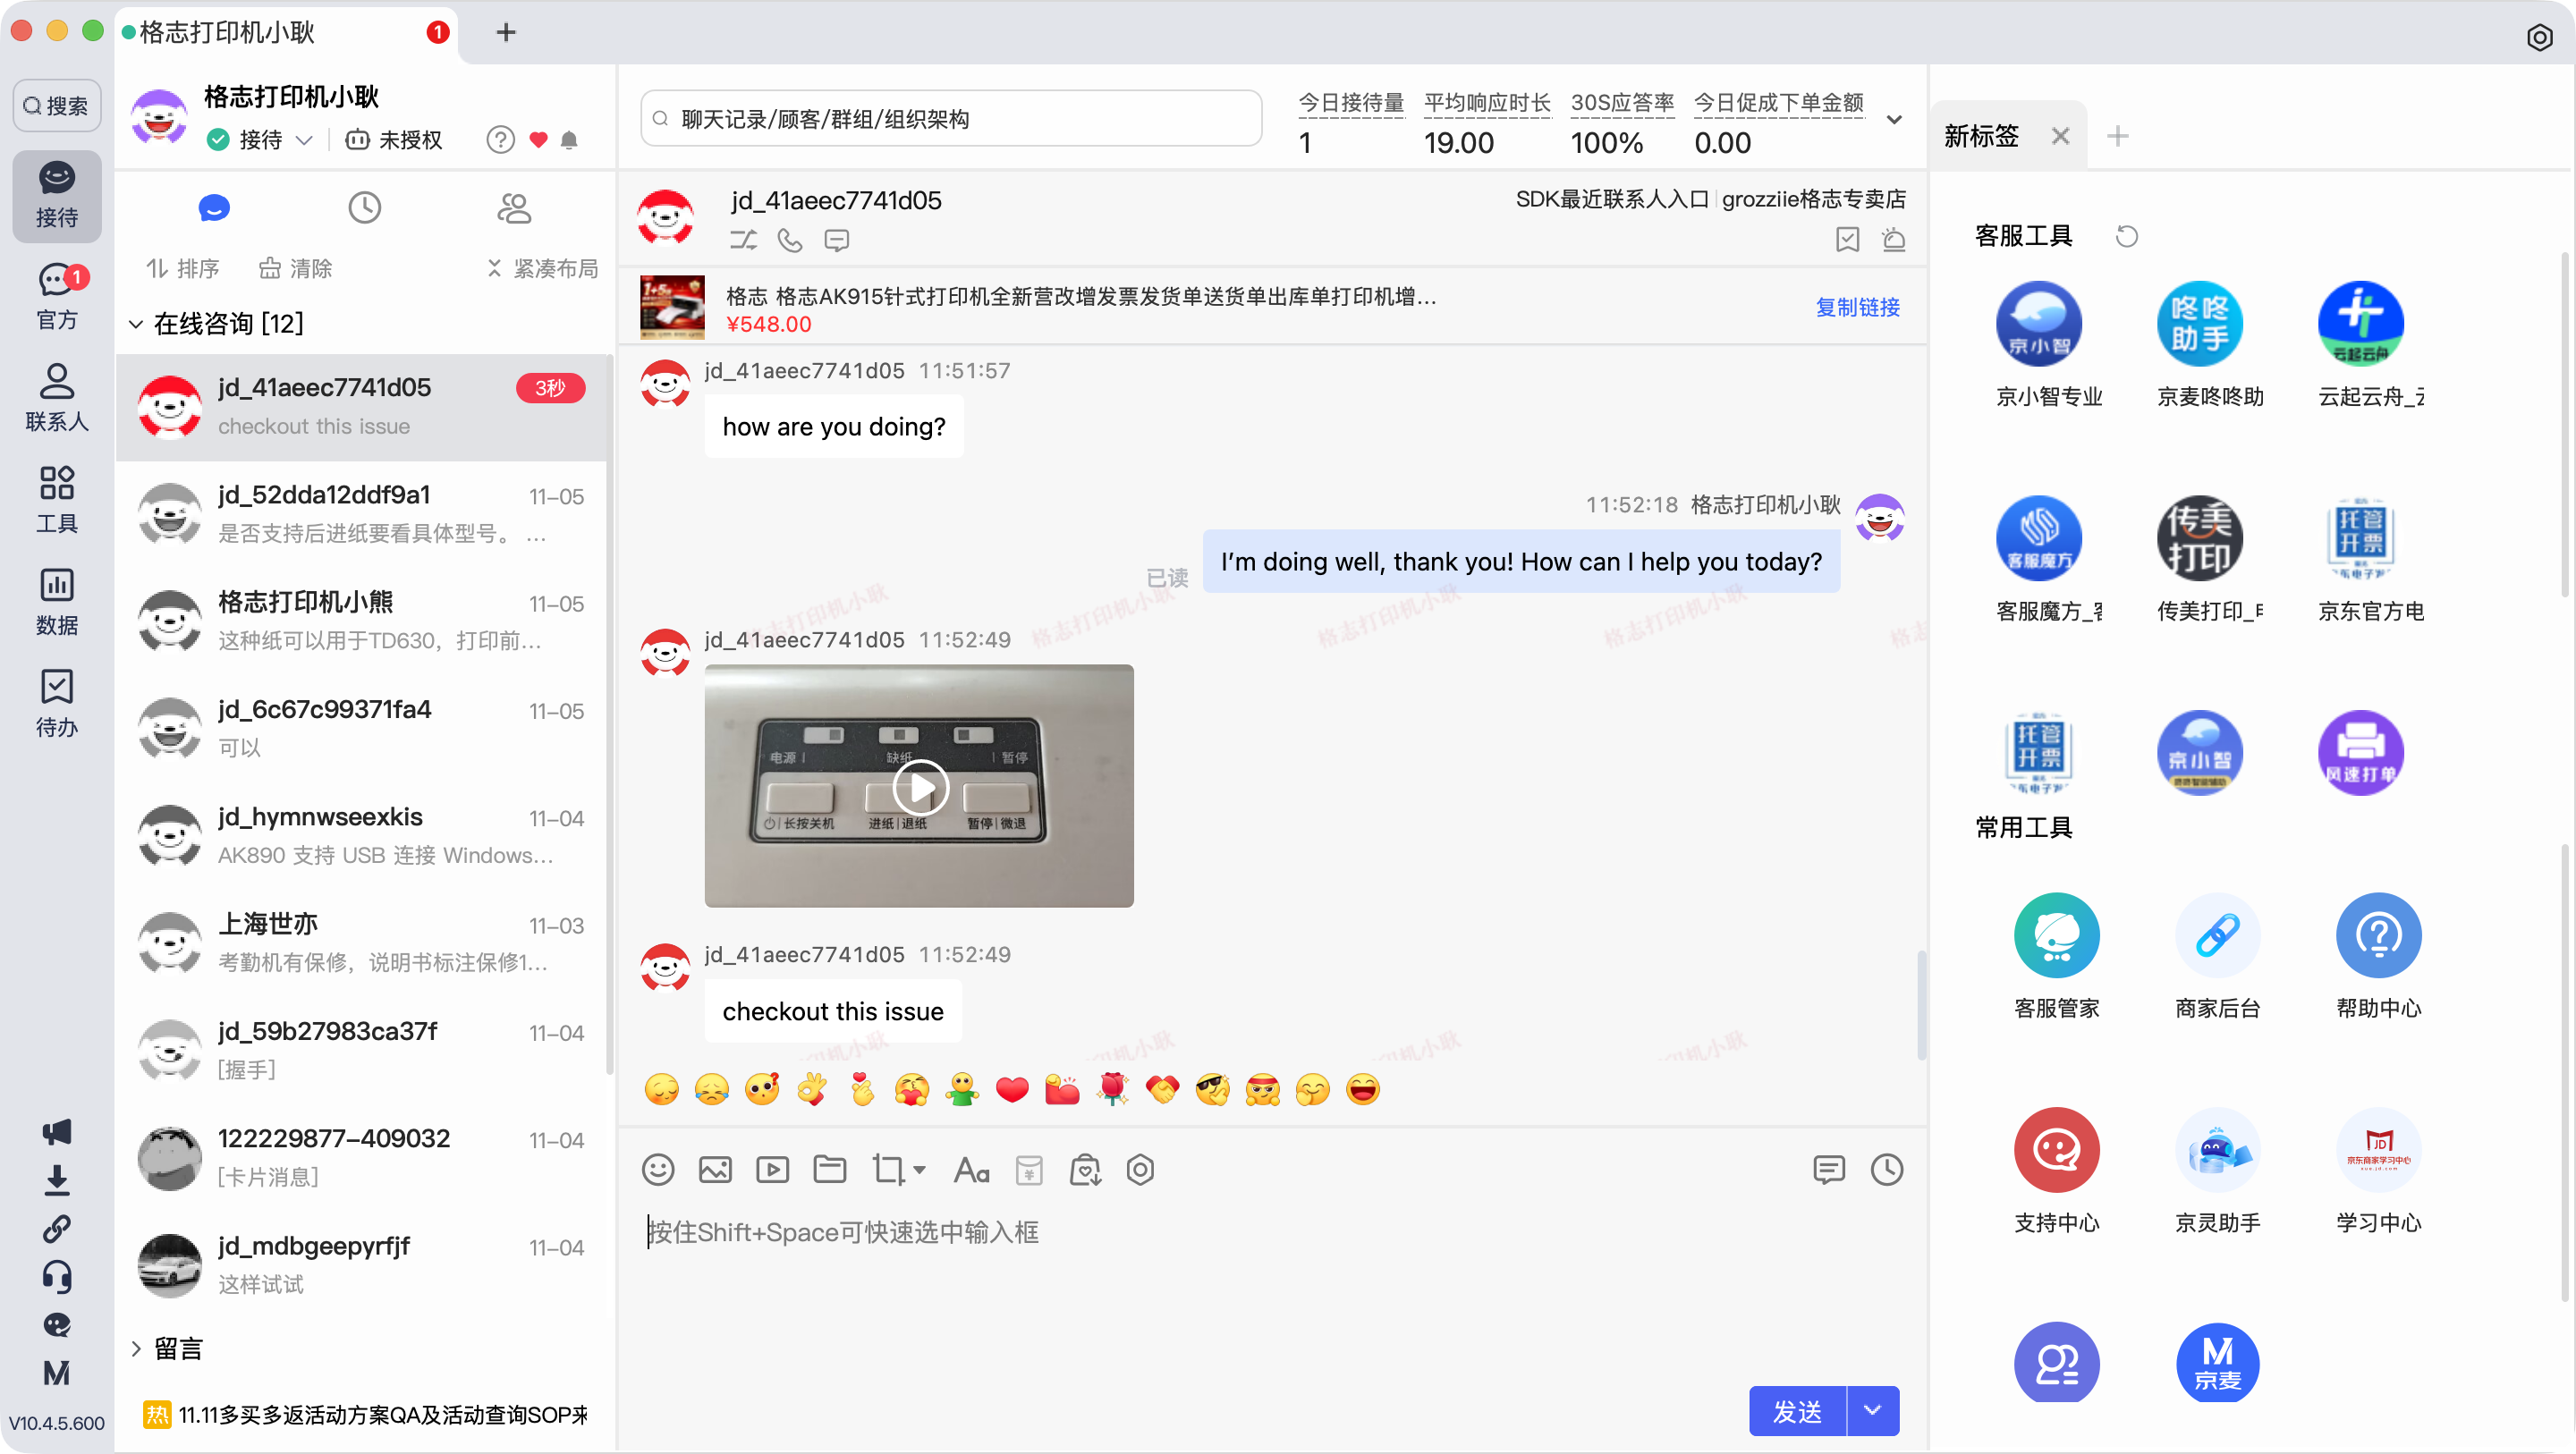 格志打印机小耿
1
搜索
接待
1
官方
联系人
工具
数据
待办
V10.4.5.600
格志打印机小耿
接待
未授权
排序
清除
紧凑布局
在线咨询 [12]
jd_41aeec7741d05
3秒
checkout this issue
jd_52dda12ddf9a1
11-05
是否支持后进纸要看具体型号。 ...
格志打印机小熊
11-05
这种纸可以用于TD630，打印前...
jd_6c67c99371fa4
11-05
可以
jd_hymnwseexkis
11-04
AK890 支持 USB 连接 Windows...
上海世亦
11-03
考勤机有保修，说明书标注保修1...
jd_59b27983ca37f
11-04
[握手]
122229877-409032
11-04
[卡片消息]
jd_mdbgeepyrfjf
11-04
这样试试
留言
热 11.11多买多返活动方案QA及活动查询SOP来
聊天记录/顾客/群组/组织架构
今日接待量 平均响应时长 30S应答率 今日促成下单金额
1 19.00 100% 0.00
jd_41aeec7741d05
SDK最近联系人入口 grozziie格志专卖店
格志 格志AK915针式打印机全新营改增发票发货单送货单出库单打印机增...
¥548.00
复制链接
jd_41aeec7741d05 11:51:57
how are you doing?
11:52:18 格志打印机小耿
I'm doing well, thank you! How can I help you today?
已读
jd_41aeec7741d05 11:52:49
电源 缺纸 暂停
长按关机 进纸|退纸 暂停|微退
jd_41aeec7741d05 11:52:49
checkout this issue
格志打印机小耿
按住Shift+Space可快速选中输入框
发送
新标签
客服工具
京小智
咚咚助手
云起云舟
京小智专业
京麦咚咚助
云起云舟_云
客服魔方
传美打印
托管开票
客服魔方_客
传美打印_电
京东官方电
托管开票
京小智
风速打单
常用工具
客服管家
商家后台
帮助中心
JD
京东商家学习中心
支持中心
京灵助手
学习中心
京麦